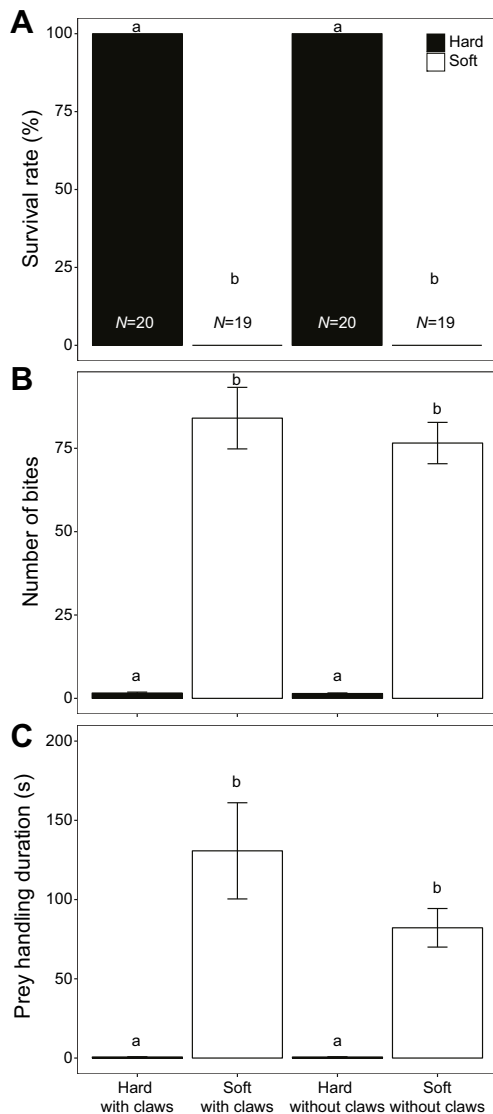 A
a
a
100
Hard
Soft
75
50
25
b
b
N=20
N=19
N=20
N=19
0
Survival rate (%)
B
b
b
75
50
25
a
a
0
Number of bites
C
200
b
150
b
100
50
a
a
0
Prey handling duration (s)
Hard
with claws
Soft
with claws
Hard
without claws
Soft
without claws